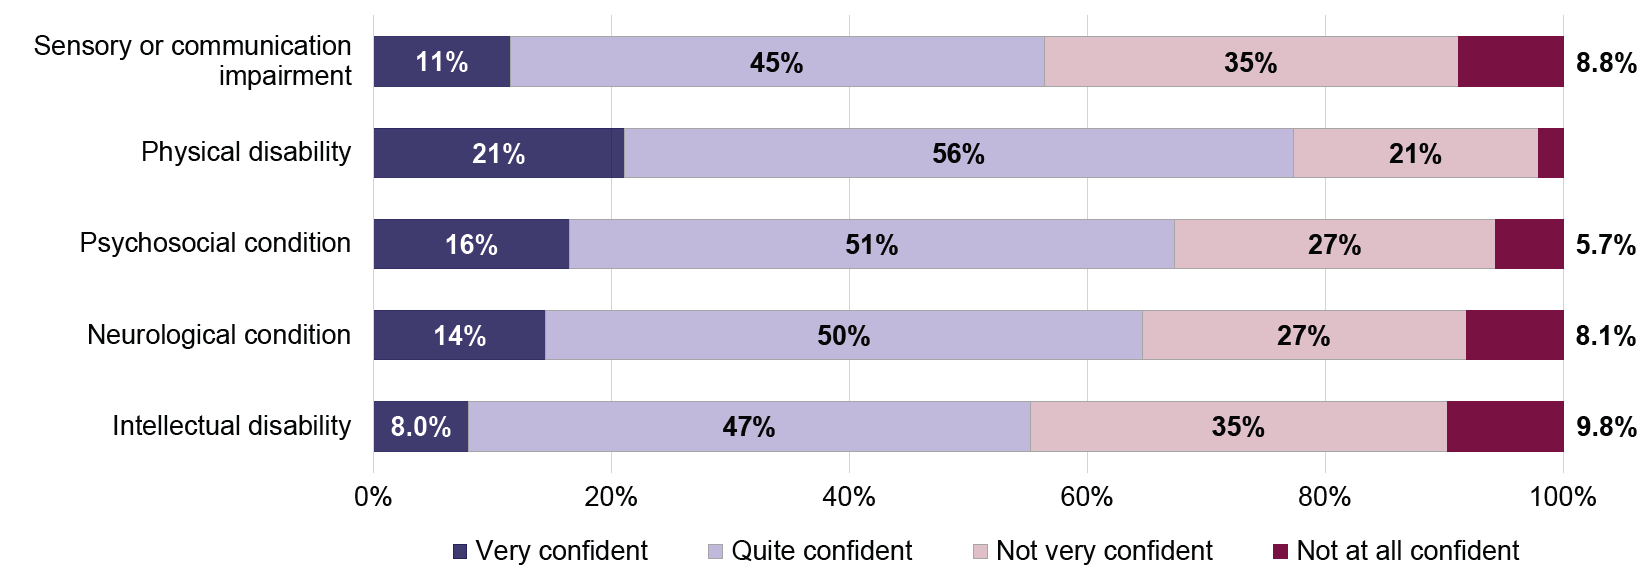 Sensory or communication
impairment
11% 45% 35% 8.8%
Physical disability 21% 56% 21%
Psychosocial condition 16% 51% 27% 5.7%
Neurological condition 14% 50% 27% 8.1%
Intellectual disability 8.0% 47% 35% 9.8%
0% 20% 40% 60% 80% 100%
Very confident Quite confident Not very confident Not at all confident